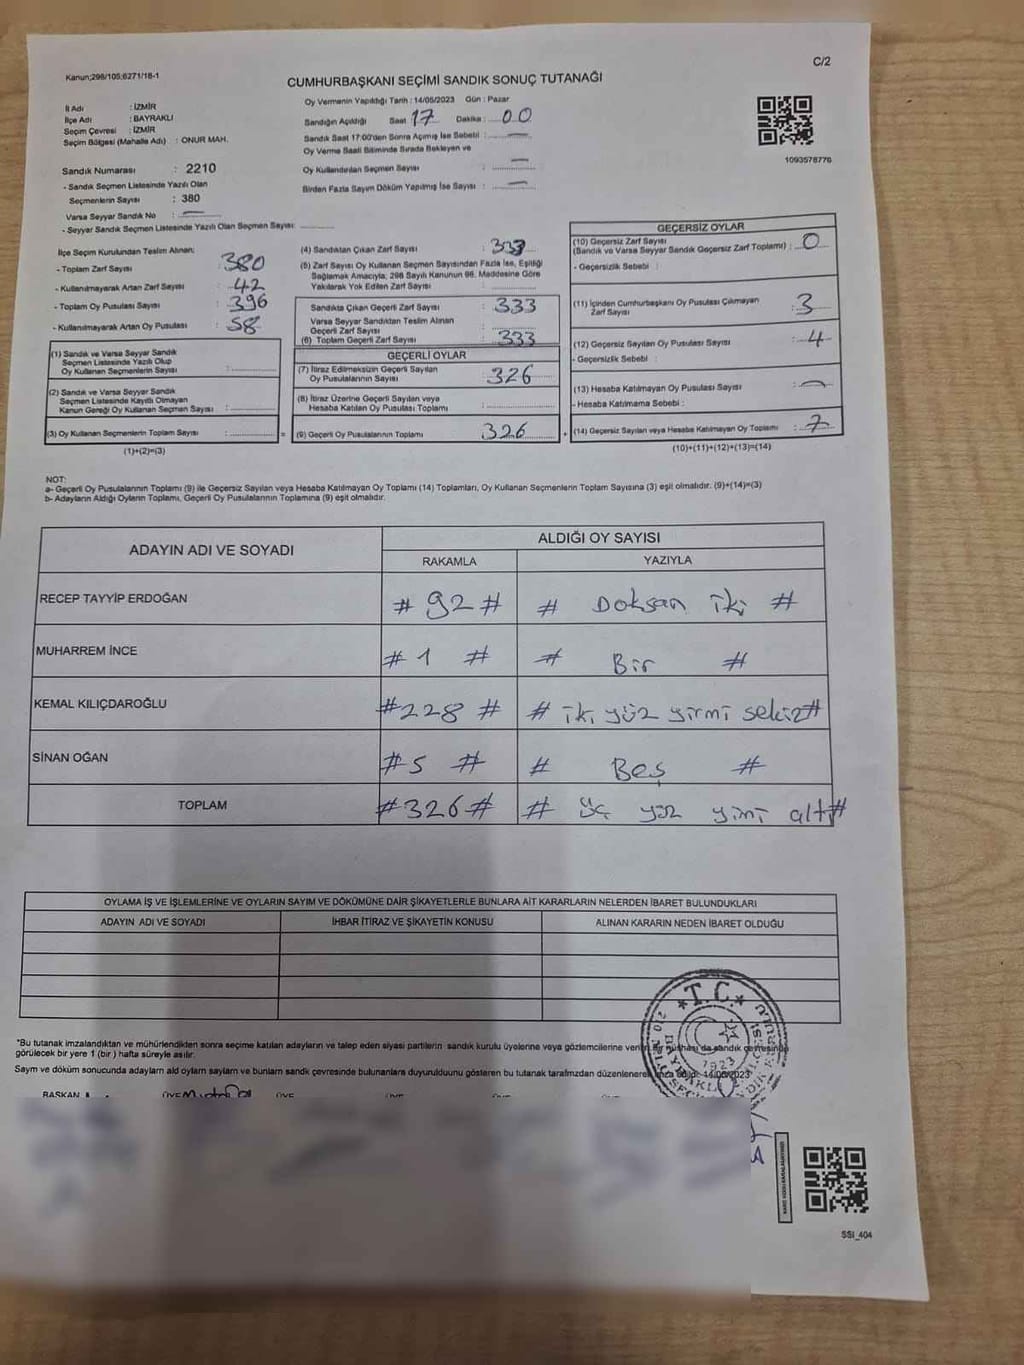 Kanun;298/105;6271/18-1
C/2
CUMHURBAŞKANI SEÇİMİ SANDIK SONUÇ TUTANAĞI
İl Adı : İZMİR
İlçe Adı : BAYRAKLI
Seçim Çevresi : İZMİR
Seçim Bölgesi (Mahalle Adı) : ONUR MAH.
Sandık Numarası : 2210
- Sandık Seçmen Listesinde Yazılı Olan
Seçmenlerin Sayısı : 380
Varsa Seyyar Sandık No :
- Seyyar Sandık Seçmen Listesinde Yazılı Olan Seçmen Sayısı:
Oy Vermenin Yapıldığı Tarih : 14/05/2023 Gün : Pazar
Sandığın Açıldığı Saat 17 Dakika : 00
Sandık Saat 17:00'den Sonra Açımış İse Sebebi :
Oy Verme Saati Bitiminde Sırada Bekleyen ve
Oy Kullandırılan Seçmen Sayısı :
Birden Fazla Sayım Döküm Yapılmış İse Sayısı :
1093578776
İlçe Seçim Kurulundan Teslim Alınan:
- Toplam Zarf Sayısı : 380
- Kullanılmayarak Artan Zarf Sayısı : 42
- Toplam Oy Pusulası Sayısı : 396
- Kullanılmayarak Artan Oy Pusulası : 58
(1) Sandık ve Varsa Seyyar Sandık
Seçmen Listesinde Yazılı Olup
Oy Kullanan Seçmenlerin Sayısı :
(2) Sandık ve Varsa Seyyar Sandık
Seçmen Listesinde Kayıtlı Olmayan
Kanun Gereği Oy Kullanan Seçmen Sayısı :
(3) Oy Kullanan Seçmenlerin Toplam Sayısı : =
(1)+(2)=(3)
(4) Sandıktan Çıkan Zarf Sayısı : 333
(5) Zarf Sayısı Oy Kullanan Seçmen Sayısından Fazla İse, Eşitliği
Sağlamak Amacıyla; 298 Sayılı Kanunun 98. Maddesine Göre
Yakılarak Yok Edilen Zarf Sayısı :
Sandıkta Çıkan Geçerli Zarf Sayısı : 333
Varsa Seyyar Sandıktan Teslim Alınan
Geçerli Zarf Sayısı :
(6) Toplam Geçerli Zarf Sayısı : 333
GEÇERLİ OYLAR
(7) İtiraz Edilmeksizin Geçerli Sayılan
Oy Pusulalarının Sayısı : 326
(8) İtiraz Üzerine Geçerli Sayılan veya
Hesaba Katılan Oy Pusulası Toplamı :
(9) Geçerli Oy Pusulalarının Toplamı : 326 +
GEÇERSİZ OYLAR
(10) Geçersiz Zarf Sayısı
(Sandık ve Varsa Seyyar Sandık Geçersiz Zarf Toplamı) : 0
- Geçersizlik Sebebi :
(11) İçinden Cumhurbaşkanı Oy Pusulası Çıkmayan
Zarf Sayısı : 3
(12) Geçersiz Sayılan Oy Pusulası Sayısı : 4
- Geçersizlik Sebebi :
(13) Hesaba Katılmayan Oy Pusulası Sayısı :
- Hesaba Katılmama Sebebi :
(14) Geçersiz Sayılan veya Hesaba Katılmayan Oy Toplamı : 7
(10)+(11)+(12)+(13)=(14)
NOT:
a- Geçerli Oy Pusulalarının Toplamı (9) ile Geçersiz Sayılan veya Hesaba Katılmayan Oy Toplamı (14) Toplamları, Oy Kullanan Seçmenlerin Toplam Sayısına (3) eşit olmalıdır. (9)+(14)=(3)
b- Adayların Aldığı Oyların Toplamı, Geçerli Oy Pusulalarının Toplamına (9) eşit olmalıdır.
ADAYIN ADI VE SOYADI
ALDIĞI OY SAYISI
RAKAMLA YAZIYLA
RECEP TAYYİP ERDOĞAN # 92 # # Doksan iki #
MUHARREM İNCE # 1 # # Bir #
KEMAL KILIÇDAROĞLU # 228 # # iki yüz yirmi sekiz #
SİNAN OĞAN # 5 # # Beş #
TOPLAM # 326 # # üç yüz yimi altı #
OYLAMA İŞ VE İŞLEMLERİNE VE OYLARIN SAYIM VE DÖKÜMÜNE DAİR ŞİKAYETLERLE BUNLARA AİT KARARLARIN NELERDEN İBARET BULUNDUKLARI
ADAYIN ADI VE SOYADI İHBAR İTİRAZ VE ŞİKAYETİN KONUSU ALINAN KARARIN NEDEN İBARET OLDUĞU
*Bu tutanak imzalandıktan ve mühürlendikten sonra seçime katılan adayların ve talep eden siyasi partilerin sandık kurulu üyelerine veya gözlemcilerine da sandık çevresinde
görülecek bir yere 1 (bir ) hafta süreyle asılır.
Sayım ve döküm sonucunda adayların ald oyların sayların ve bunların sandık çevresinde bulunanlara duyurulduunu gösteren bu tutanak tarafımzdan düzenlenerek 14/05/2023
T.C.
1923
BAYRAKLI
BAŞKAN ÜYE ÜYE ÜYE ÜYE
SSI_404